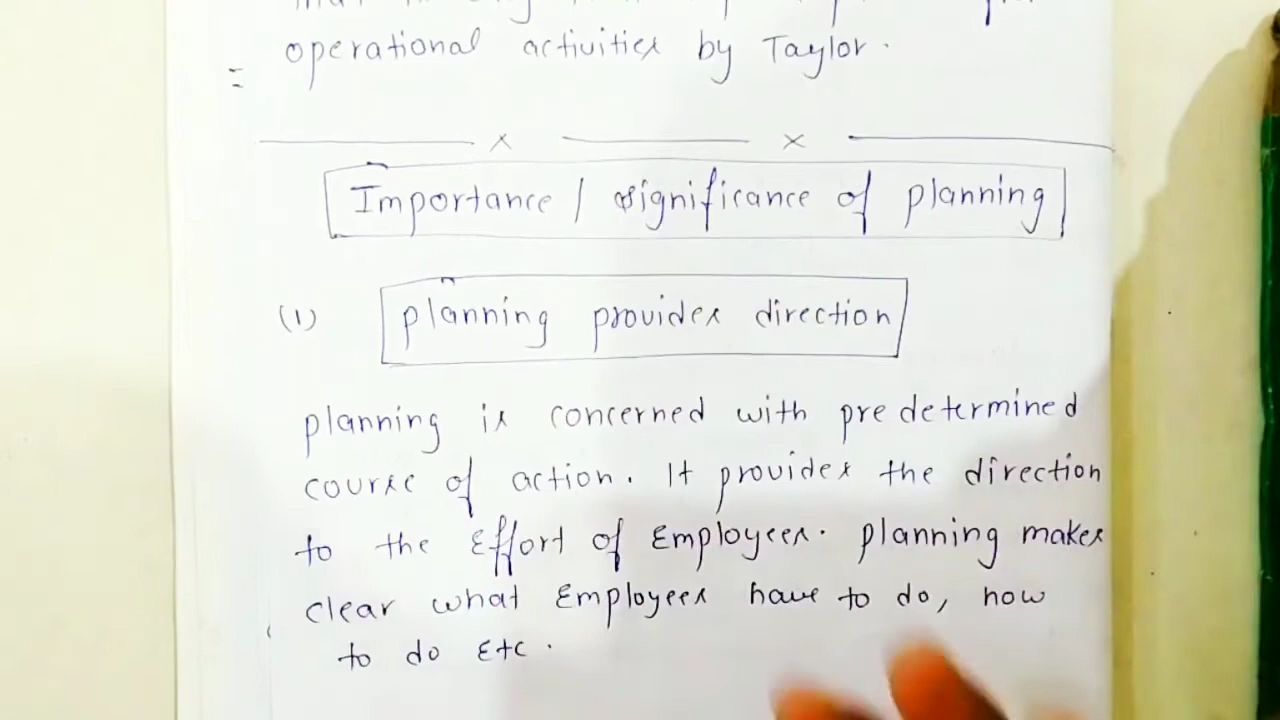 operational activities by Taylor.
Importance / significance of planning
(1) planning provides direction
planning is concerned with predetermined
course of action. It provides the direction
to the Effort of Employees. planning makes
clear what Employees have to do, how
to do Etc.